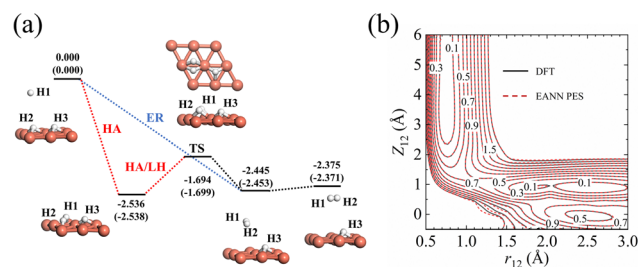 (a)
0.000
(0.000)
H1
H2 H3
HA
ER
H1
H2 H3
HA/LH
TS
-1.694
(-1.699)
-2.536
(-2.538)
H1
H2 H3
-2.445
(-2.453)
H1
H2
H3
-2.375
(-2.371)
H1 H2
H3
(b)
Z12 (Å)
6
5
4
3
2
1
0
0.1
0.3
0.5
0.7
0.9
1.5
DFT
EANN PES
0.7
0.5
0.3
0.1
0.1
0.9
0.5
0.7
0.5 1.0 1.5 2.0 2.5 3.0
r12 (Å)